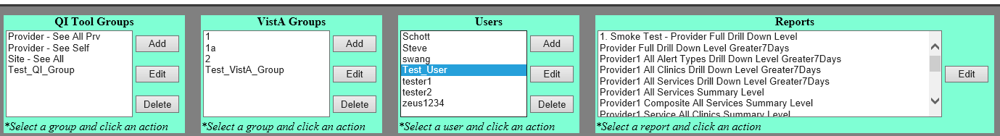 QI Tool Groups
Provider - See All Prv
Provider - See Self
Site - See All
Test_QI_Group
Add
Edit
Delete
*Select a group and click an action
VistA Groups
1
1a
2
Test_VistA_Group
Add
Edit
Delete
*Select a group and click an action
Users
Schott
Steve
swang
Test_User
tester1
tester2
zeus1234
Add
Edit
Delete
*Select a user and click an action
Reports
1. Smoke Test - Provider Full Drill Down Level
Provider Full Drill Down Level Greater7Days
Provider1 All Alert Types Drill Down Level Greater7Days
Provider1 All Clinics Drill Down Level Greater7Days
Provider1 All Services Drill Down Level Greater7Days
Provider1 All Services Summary Level
Provider1 Composite All Services Summary Level
Provider1 Service All Clinics Summary Level
Edit
*Select a report and click an action